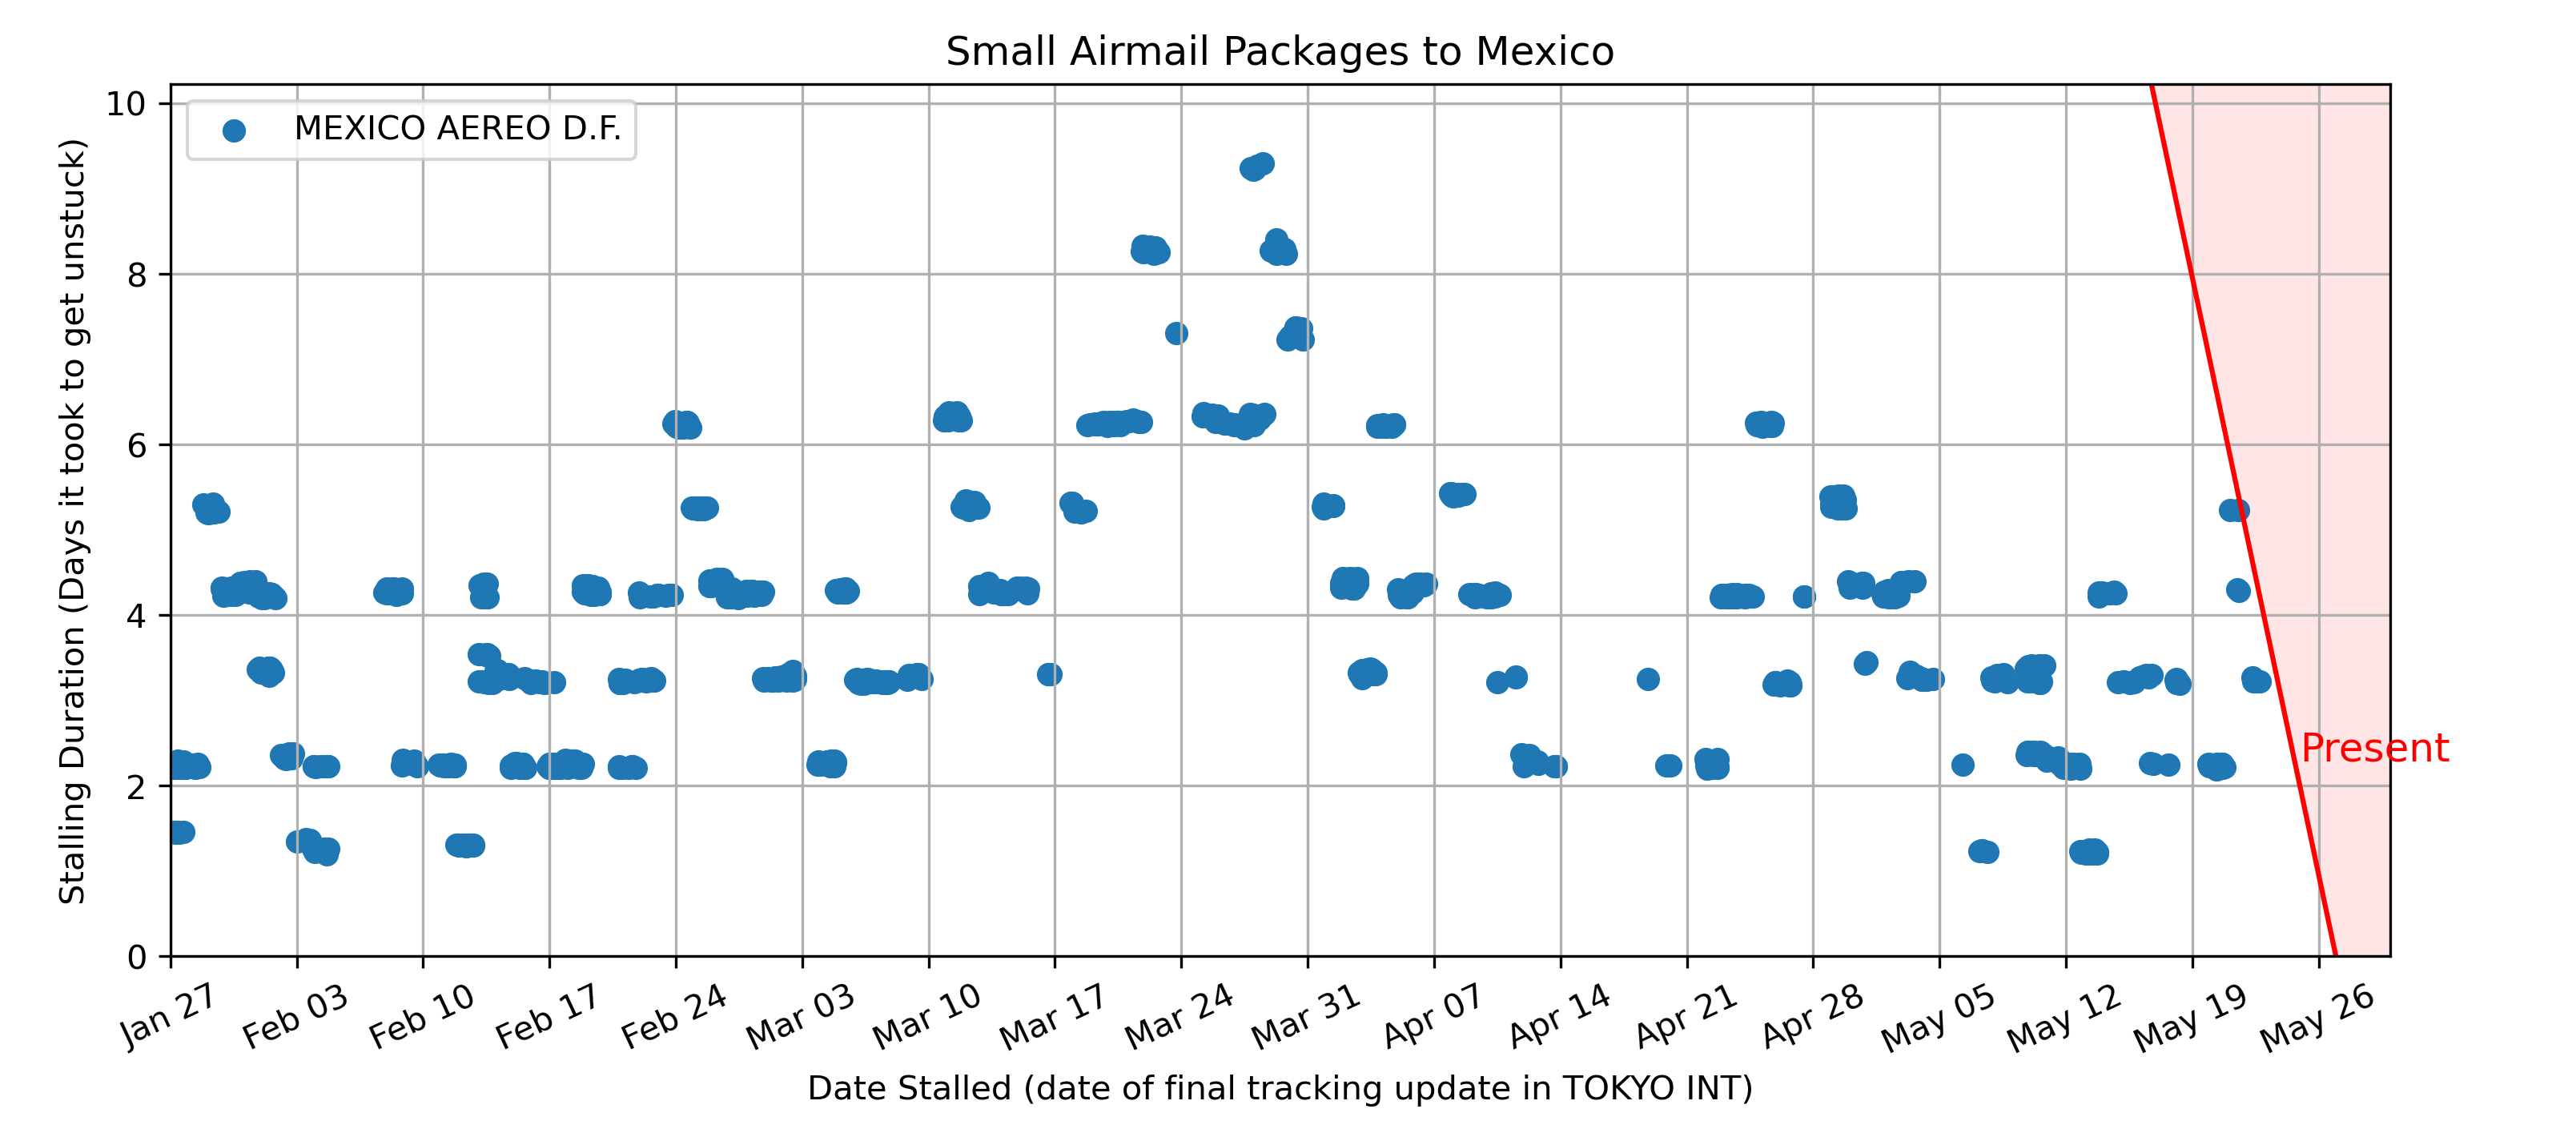 Small Airmail Packages to Mexico
MEXICO AEREO D.F.
Stalling Duration (Days it took to get unstuck)
10
8
6
4
2
0
Present
Jan 27
Feb 03
Feb 10
Feb 17
Feb 24
Mar 03
Mar 10
Mar 17
Mar 24
Mar 31
Apr 07
Apr 14
Apr 21
Apr 28
May 05
May 12
May 19
May 26
Date Stalled (date of final tracking update in TOKYO INT)